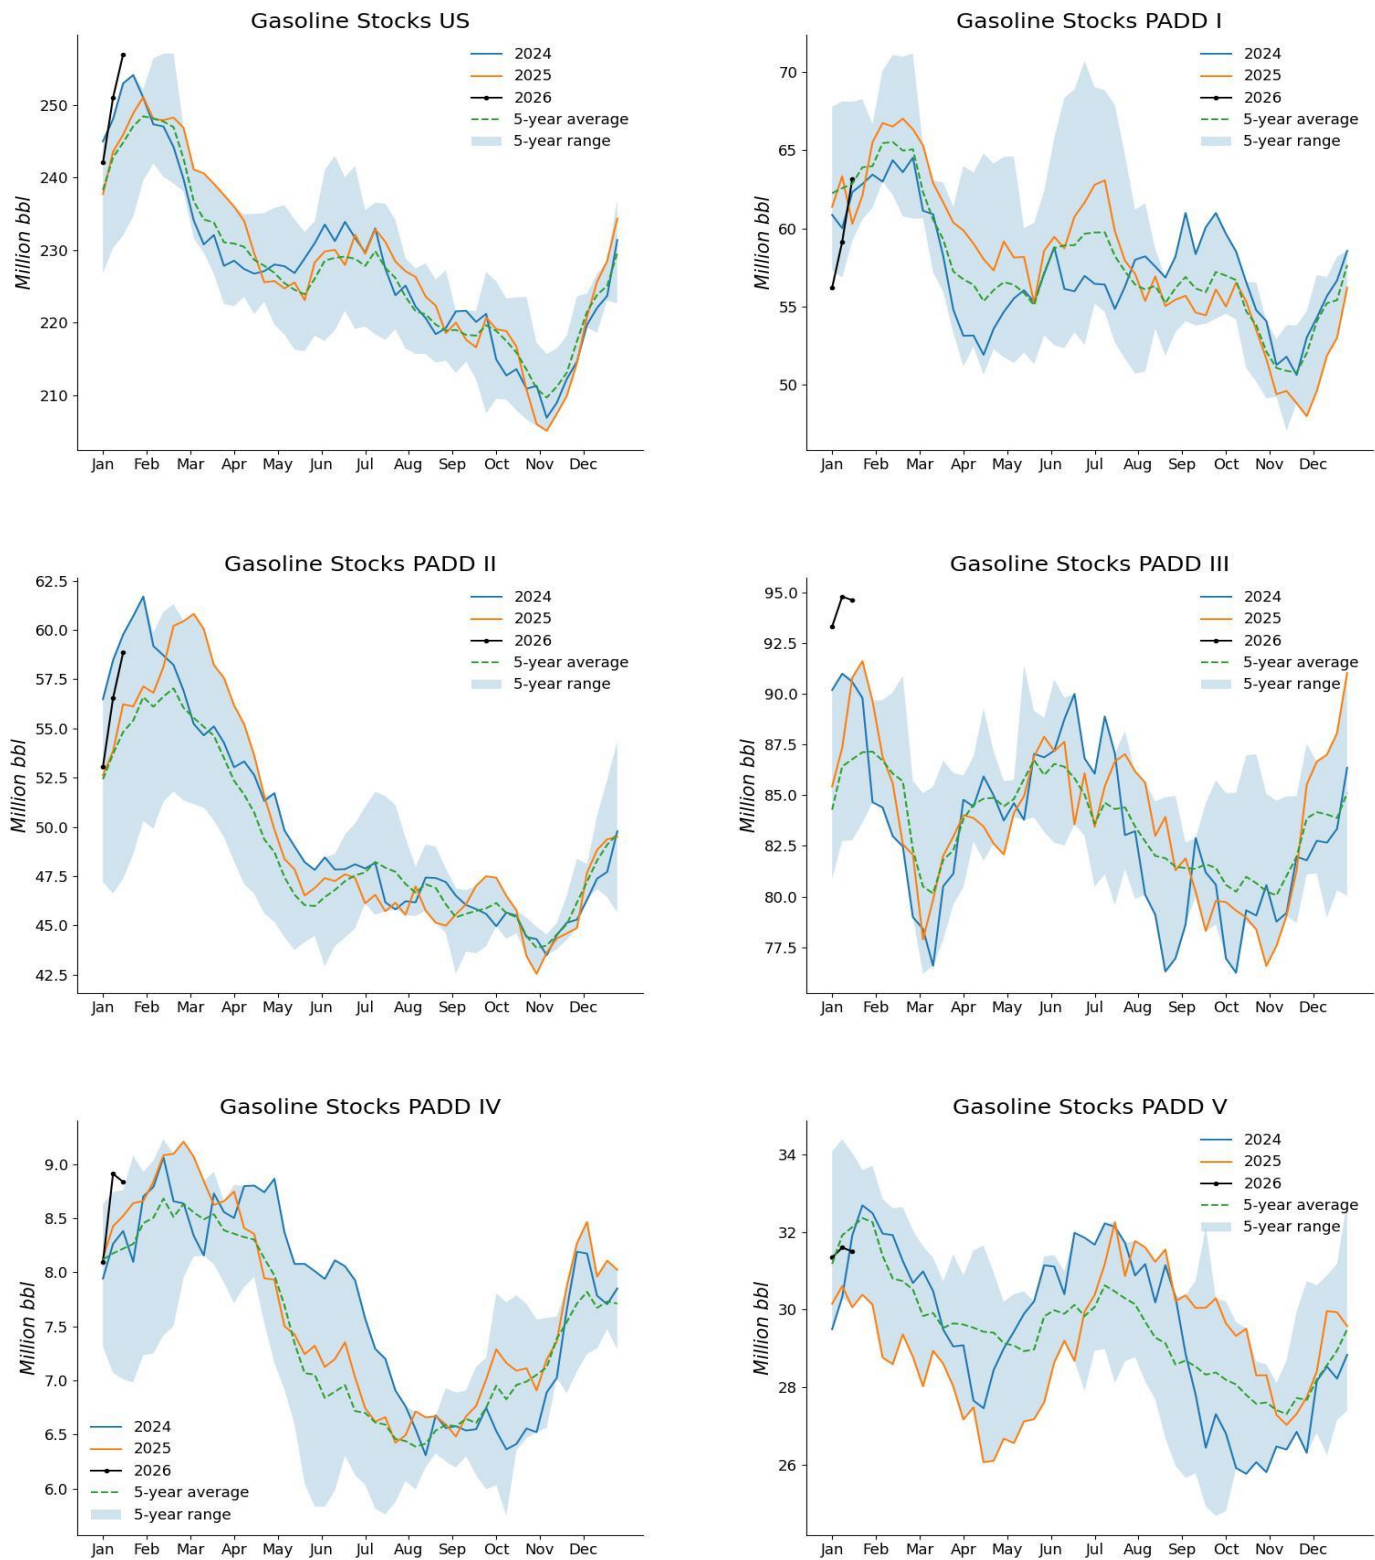 Gasoline Stocks US
Million bbl
250
240
230
220
210
Jan Feb Mar Apr May Jun Jul Aug Sep Oct Nov Dec
2024
2025
2026
5-year average
5-year range
Gasoline Stocks PADD I
Million bbl
70
65
60
55
50
Jan Feb Mar Apr May Jun Jul Aug Sep Oct Nov Dec
2024
2025
2026
5-year average
5-year range
Gasoline Stocks PADD II
Million bbl
62.5
60.0
57.5
55.0
52.5
50.0
47.5
45.0
42.5
Jan Feb Mar Apr May Jun Jul Aug Sep Oct Nov Dec
2024
2025
2026
5-year average
5-year range
Gasoline Stocks PADD III
Million bbl
95.0
92.5
90.0
87.5
85.0
82.5
80.0
77.5
Jan Feb Mar Apr May Jun Jul Aug Sep Oct Nov Dec
2024
2025
2026
5-year average
5-year range
Gasoline Stocks PADD IV
Million bbl
9.0
8.5
8.0
7.5
7.0
6.5
6.0
Jan Feb Mar Apr May Jun Jul Aug Sep Oct Nov Dec
2024
2025
2026
5-year average
5-year range
Gasoline Stocks PADD V
Million bbl
34
32
30
28
26
Jan Feb Mar Apr May Jun Jul Aug Sep Oct Nov Dec
2024
2025
2026
5-year average
5-year range